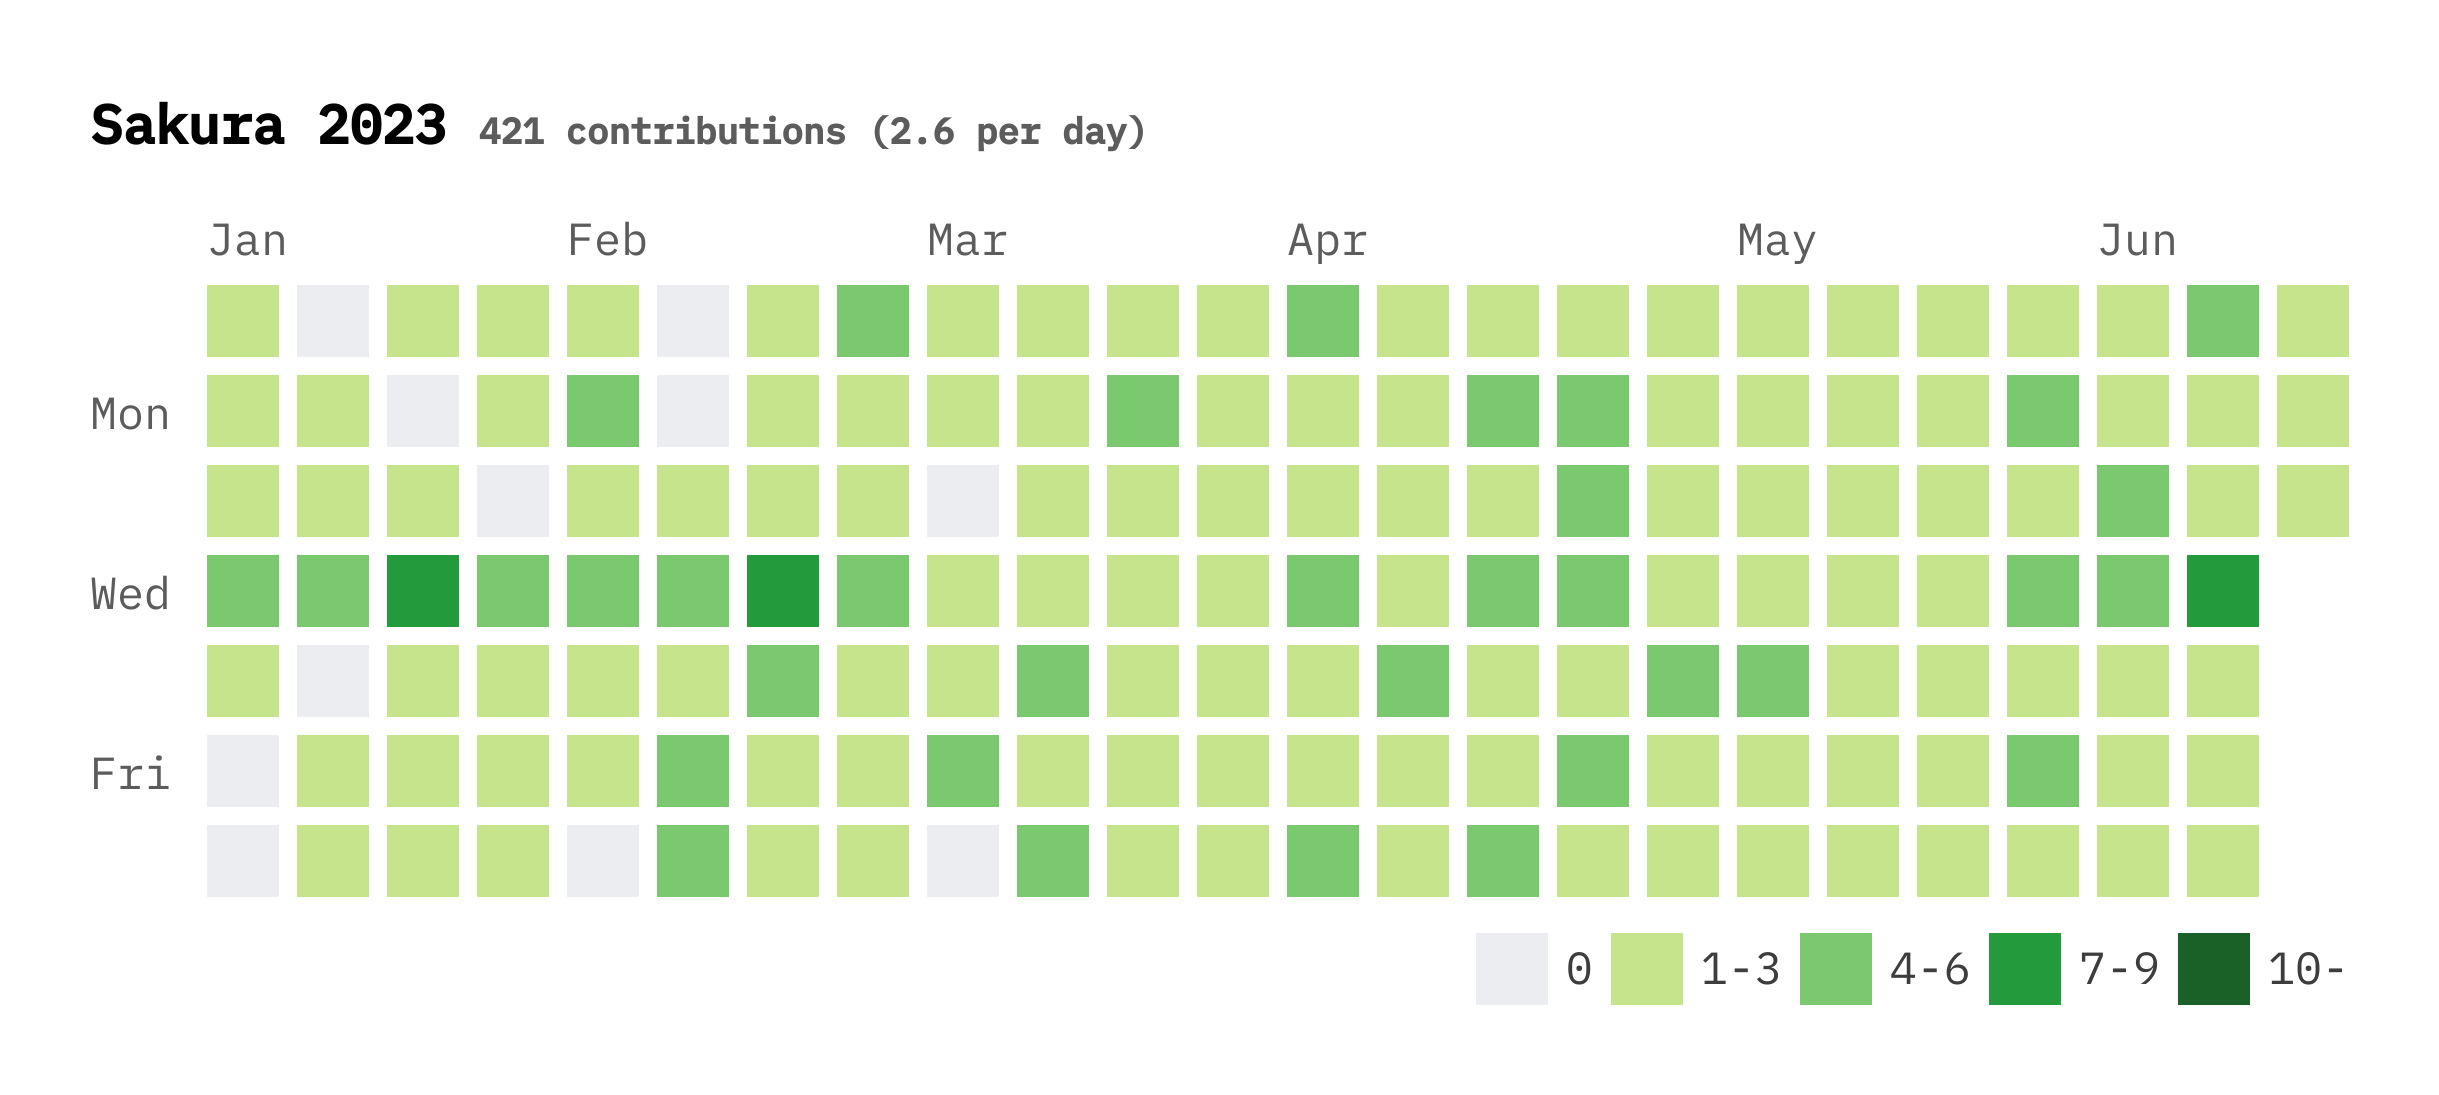 Sakura 2023 421 contributions (2.6 per day)
Jan Feb Mar Apr May Jun
Mon
Wed
Fri
0 1-3 4-6 7-9 10-